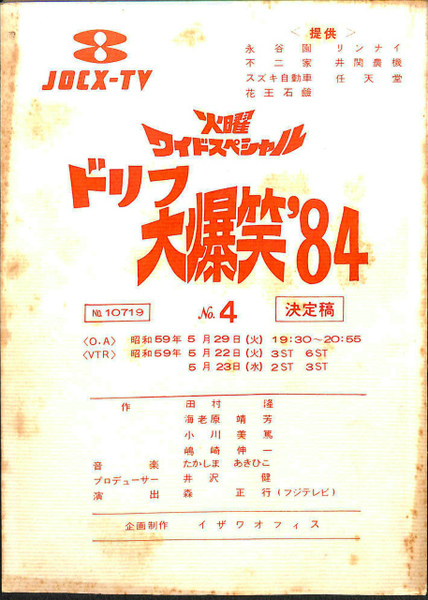 JOCX-TV
＜提供＞
永谷園 リンナイ
不二家 井関農機
スズキ自動車 任天堂
花王石鹸
火曜
ワイドスペシャル
ドリフ
大爆笑'84
№10719 No.4 決定稿
〈O.A〉 昭和59年 5月29日(火) 19:30～20:55
〈VTR〉 昭和59年 5月22日(火) 3ST 6ST
5月23日(水) 2ST 3ST
作 田村隆
海老原靖芳
小川美篤
嶋崎伸一
音楽 たかしまあきひこ
プロデューサー 井沢健
演出 森正行(フジテレビ)
企画制作 イザワオフィス